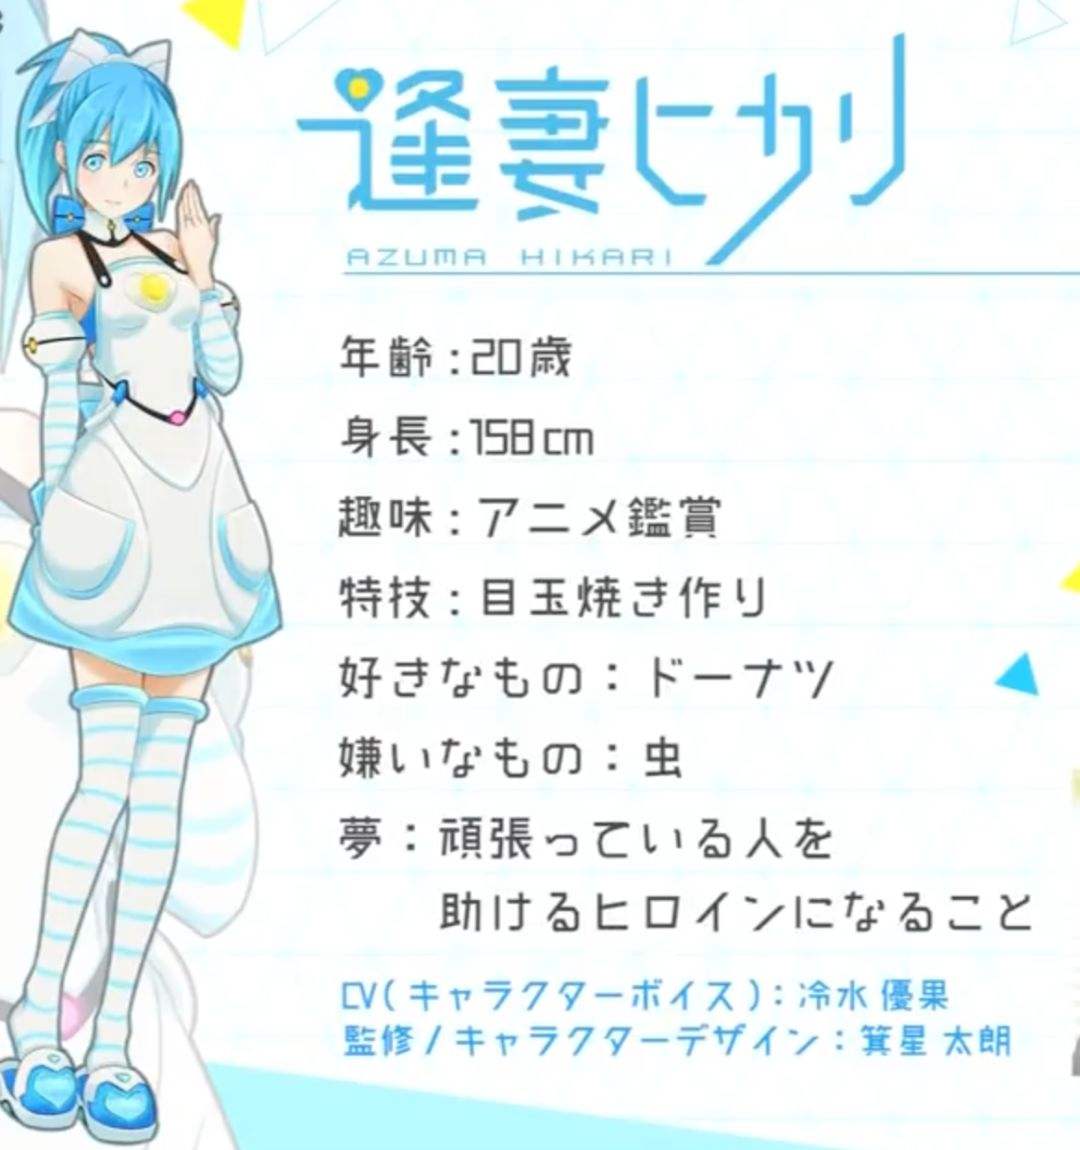 逢妻ヒカリ
AZUMA HIKARI
年齢:20歳
身長:158cm
趣味:アニメ鑑賞
特技:目玉焼き作り
好きなもの:ドーナツ
嫌いなもの:虫
夢:頑張っている人を
助けるヒロインになること
CV(キャラクターボイス):冷水 優果
監修/キャラクターデザイン:箕星 太朗